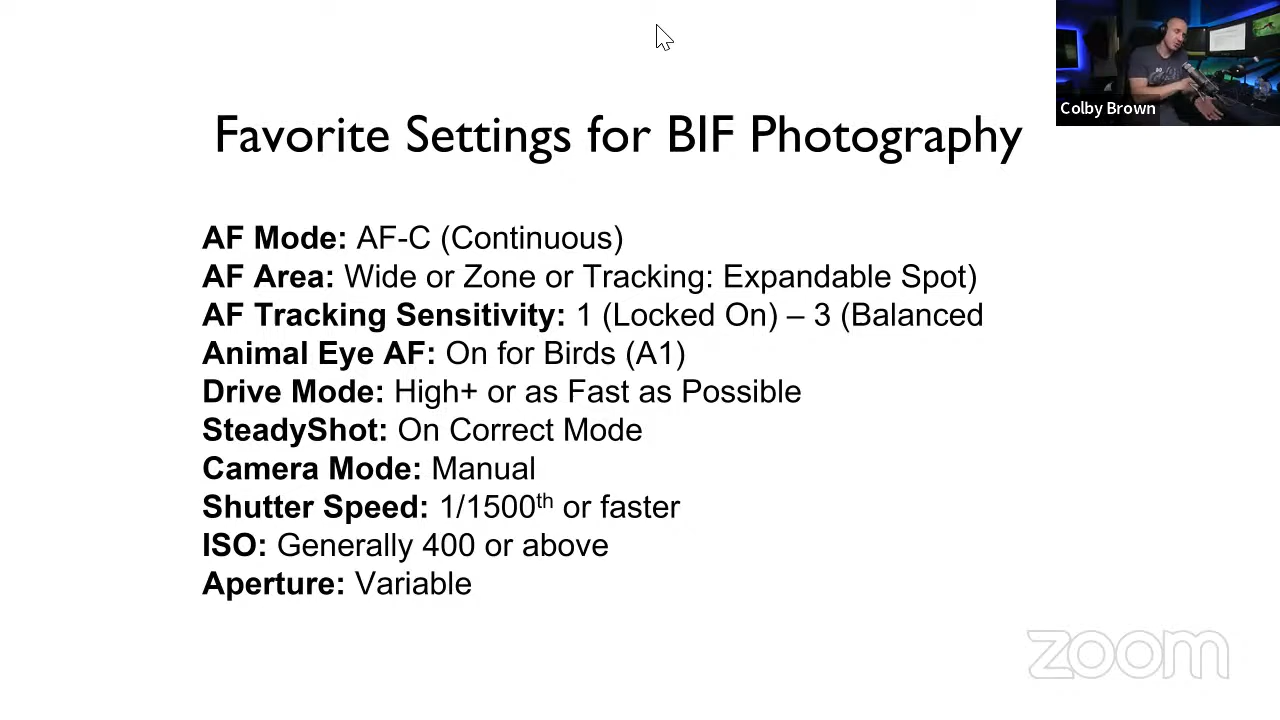 Colby Brown
Favorite Settings for BIF Photography
AF Mode: AF-C (Continuous)
AF Area: Wide or Zone or Tracking: Expandable Spot)
AF Tracking Sensitivity: 1 (Locked On) – 3 (Balanced
Animal Eye AF: On for Birds (A1)
Drive Mode: High+ or as Fast as Possible
SteadyShot: On Correct Mode
Camera Mode: Manual
Shutter Speed: 1/1500th or faster
ISO: Generally 400 or above
Aperture: Variable
zoom